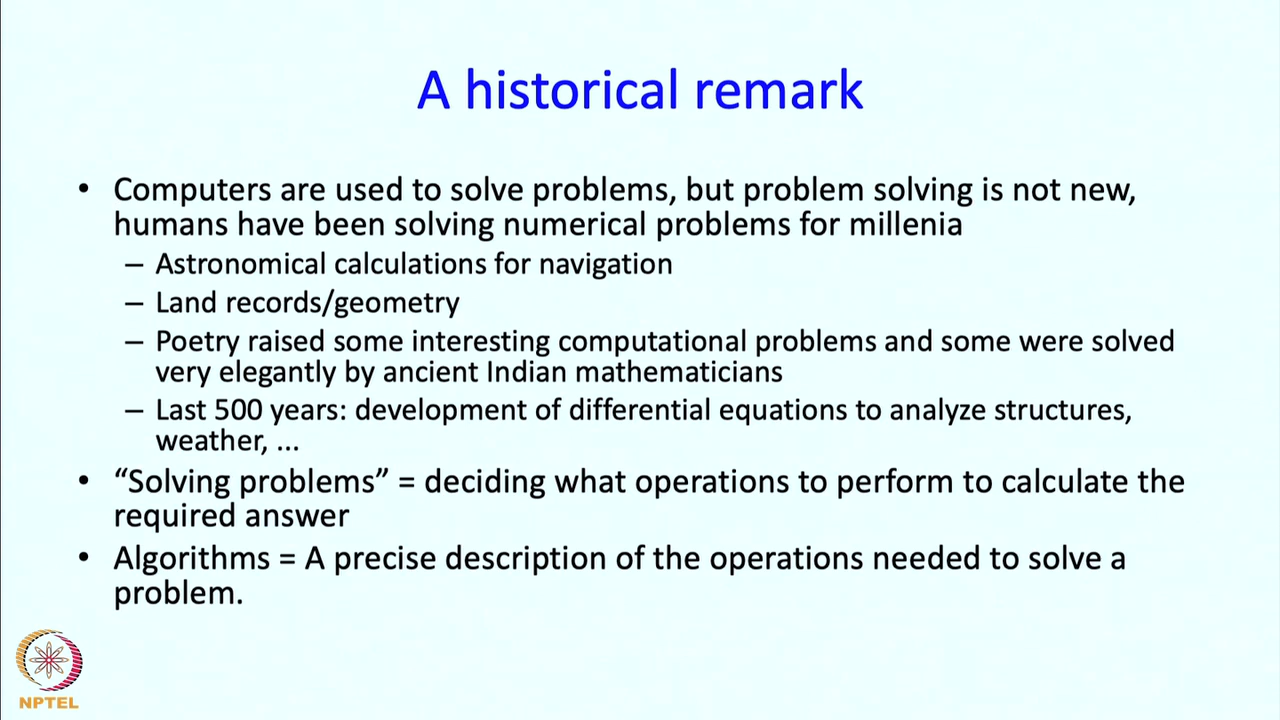 A historical remark
• Computers are used to solve problems, but problem solving is not new,
humans have been solving numerical problems for millenia
– Astronomical calculations for navigation
– Land records/geometry
– Poetry raised some interesting computational problems and some were solved
very elegantly by ancient Indian mathematicians
– Last 500 years: development of differential equations to analyze structures,
weather, ...
• “Solving problems” = deciding what operations to perform to calculate the
required answer
• Algorithms = A precise description of the operations needed to solve a
problem.
NPTEL